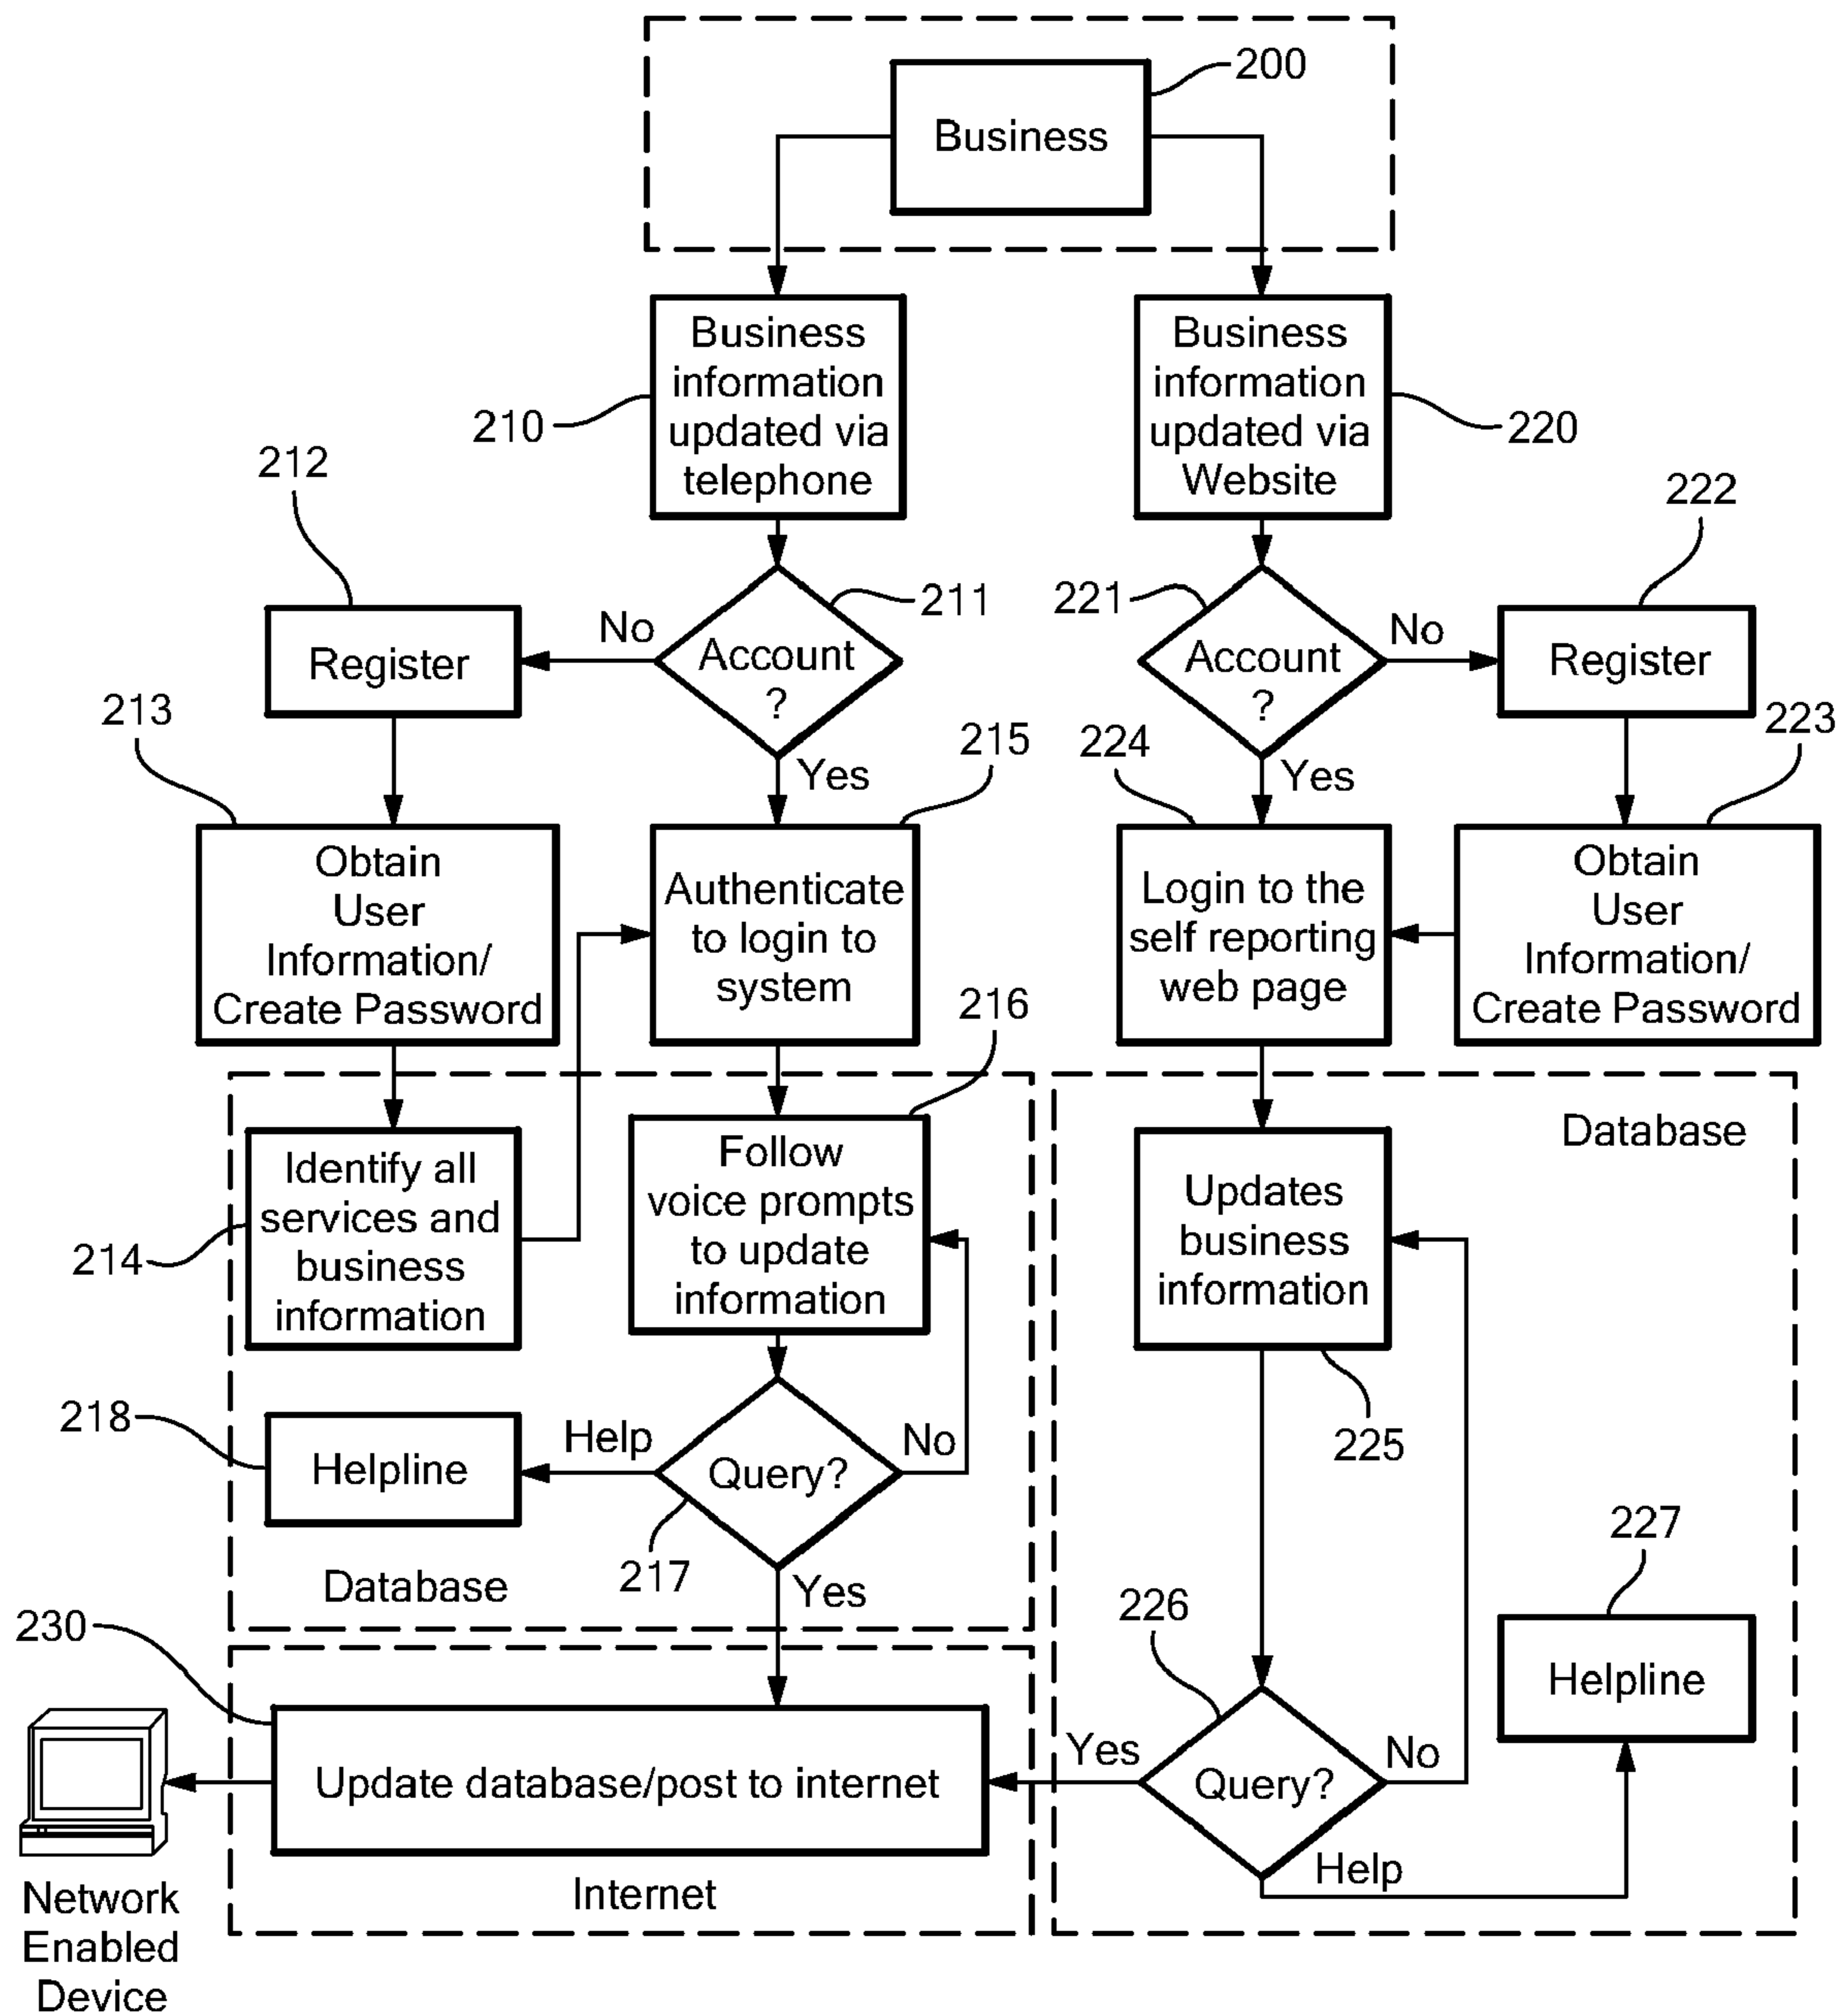 200
Business
Business
information
updated via
telephone
210
Business
information
updated via
Website
220
212
222
211
221
No
Account
?
Register
Account
?
No
Register
213
215
224
223
Yes
Yes
Obtain
User
Information/
Create Password
Authenticate
to login to
system
Login to the
self reporting
web page
Obtain
User
Information/
Create Password
216
Identify all
services and
business
information
214
Follow
voice prompts
to update
information
Database
Updates
business
information
225
218
Helpline
Help
Query?
No
217
Yes
Database
227
Helpline
226
230
Update database/post to internet
Yes
Query?
No
Help
Internet
Network
Enabled
Device